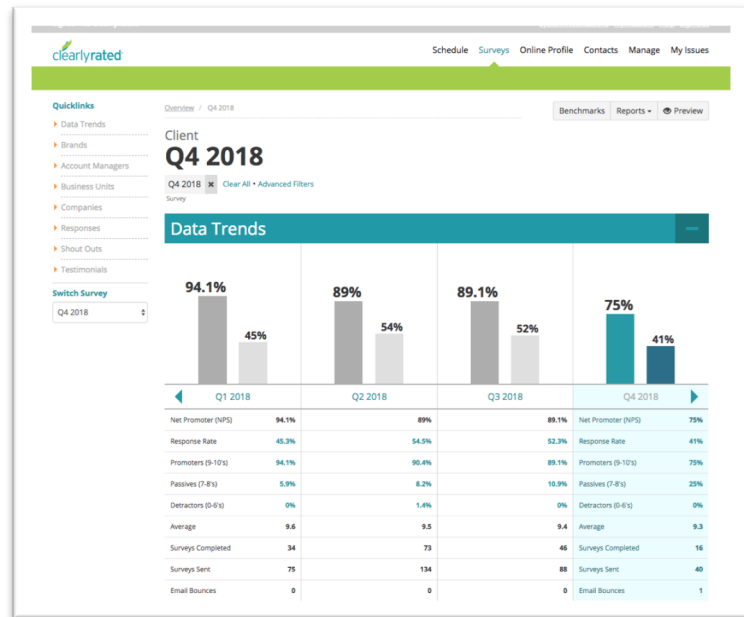 clearlyrated
Schedule Surveys Online Profile Contacts Manage My Issues
Quicklinks
Data Trends
Brands
Account Managers
Business Units
Companies
Responses
Shout Outs
Testimonials
Switch Survey
Q4 2018
Overview / Q4 2018
Benchmarks Reports Preview
Client
Q4 2018
Q4 2018 × Clear All • Advanced Filters
Survey
Data Trends
94.1% 45% 89% 54% 89.1% 52% 75% 41%
Q1 2018 Q2 2018 Q3 2018 Q4 2018
Net Promoter (NPS) 94.1% 89% 89.1% Net Promoter (NPS) 75%
Response Rate 45.3% 54.5% 52.3% Response Rate 41%
Promoters (9-10's) 94.1% 90.4% 89.1% Promoters (9-10's) 75%
Passives (7-8's) 5.9% 8.2% 10.9% Passives (7-8's) 25%
Detractors (0-6's) 0% 1.4% 0% Detractors (0-6's) 0%
Average 9.6 9.5 9.4 Average 9.3
Surveys Completed 34 73 46 Surveys Completed 16
Surveys Sent 75 134 88 Surveys Sent 40
Email Bounces 0 0 0 Email Bounces 1